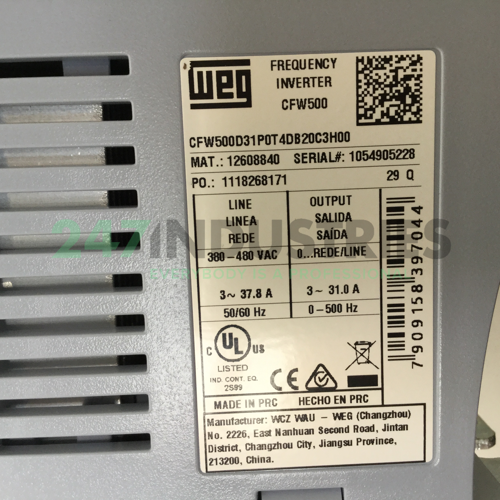 WEG
FREQUENCY
INVERTER
CFW500
CFW500D31P0T4DB20C3H00
MAT.: 12608840 SERIAL#: 1054905228
PO.: 1118268171 29 Q
LINE OUTPUT
LINEA SALIDA
REDE SAÍDA
380-480 VAC 0...REDE/LINE
3~ 37.8 A 3~ 31.0 A
50/60 Hz 0-500 Hz
C UL US
LISTED
IND. CONT. EQ.
2S89
CE
MADE IN PRC HECHO EN PRC
Manufacturer: WCZ WAU - WEG (Changzhou)
No. 2226, East Nanhuan Second Road, Jintan
District, Changzhou City, Jiangsu Province,
213200, China.
247INDUSTRIES